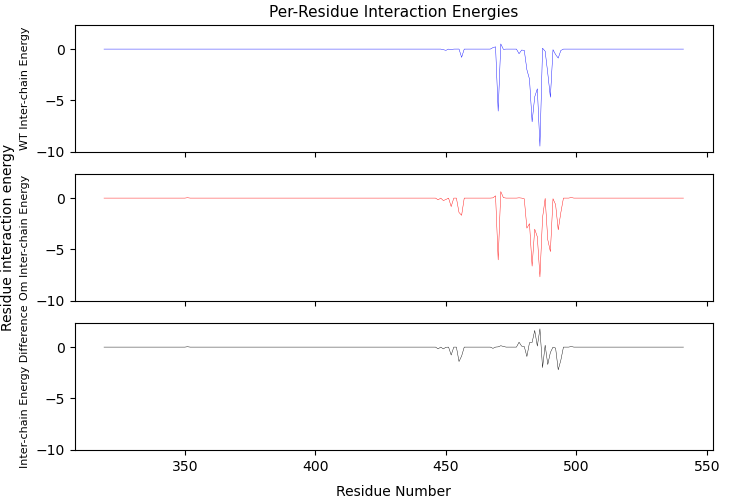 Per-Residue Interaction Energies
Residue interaction energy
WT Inter-chain Energy
0
−5
−10
Om Inter-chain Energy
0
−5
−10
Inter-chain Energy Difference
0
−5
−10
350
400
450
500
550
Residue Number